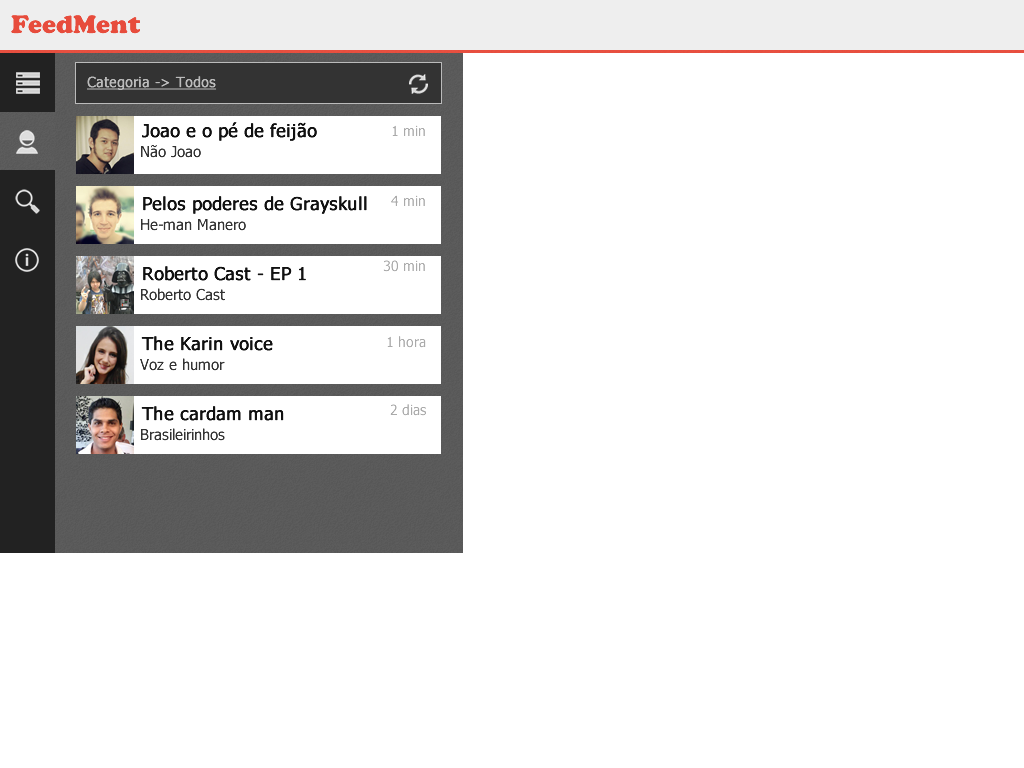 FeedMent
Categoria -> Todos
Joao e o pé de feijão
1 min
Não Joao
Pelos poderes de Grayskull
4 min
He-man Manero
30 min
Roberto Cast - EP 1
Roberto Cast
The Karin voice
1 hora
Voz e humor
The cardam man
2 dias
Brasileirinhos